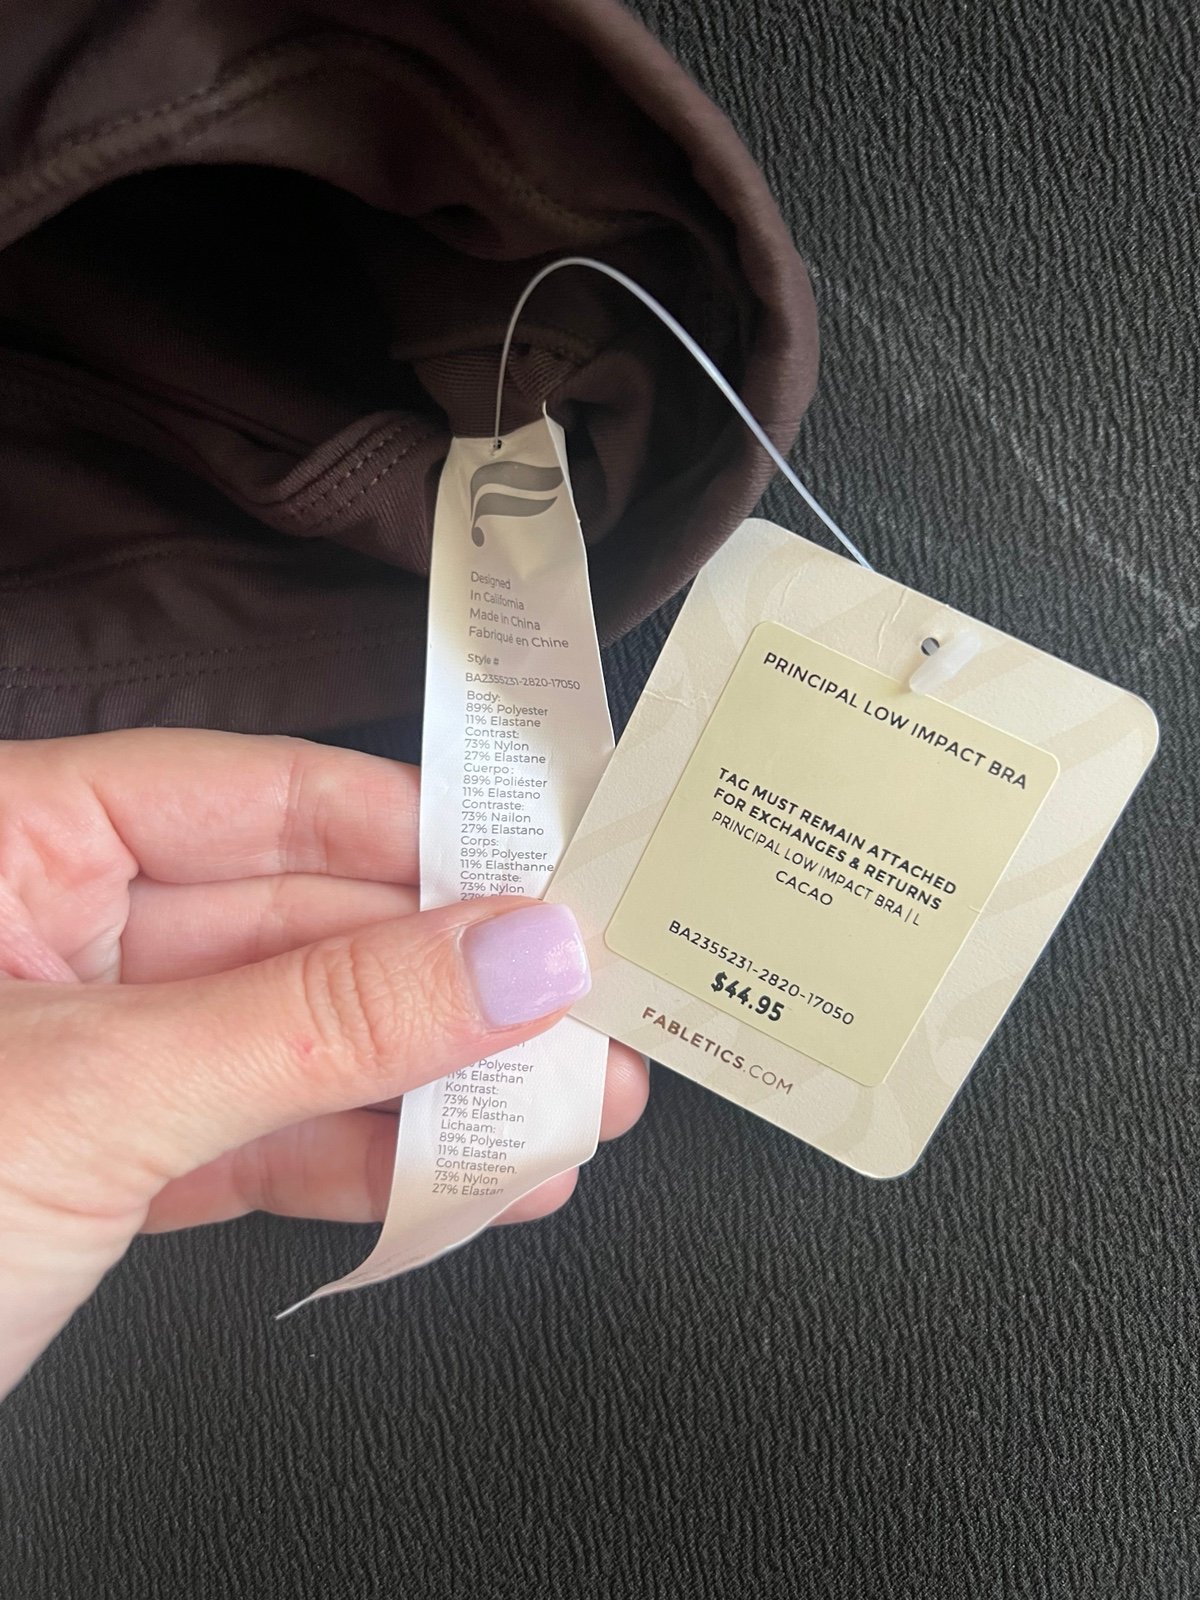 Designed
In California
Made in China
Fabriqué en Chine
Style #
BA2355231-2820-17050
Body:
89% Polyester
11% Elastane
Contrast:
73% Nylon
27% Elastane
Cuerpo:
89% Poliéster
11% Elastano
Contraste:
73% Nailon
27% Elastano
Corps:
89% Polyester
11% Elasthanne
Contraste:
73% Nylon
Polyester
11% Elasthan
Kontrast:
73% Nylon
27% Elasthan
Lichaam:
89% Polyester
11% Elastan
Contrasteren.
73% Nylon
27% Elastan
PRINCIPAL LOW IMPACT BRA
TAG MUST REMAIN ATTACHED
FOR EXCHANGES & RETURNS
PRINCIPAL LOW IMPACT BRA | L
CACAO
BA2355231-2820-17050
$44.95
FABLETICS.COM